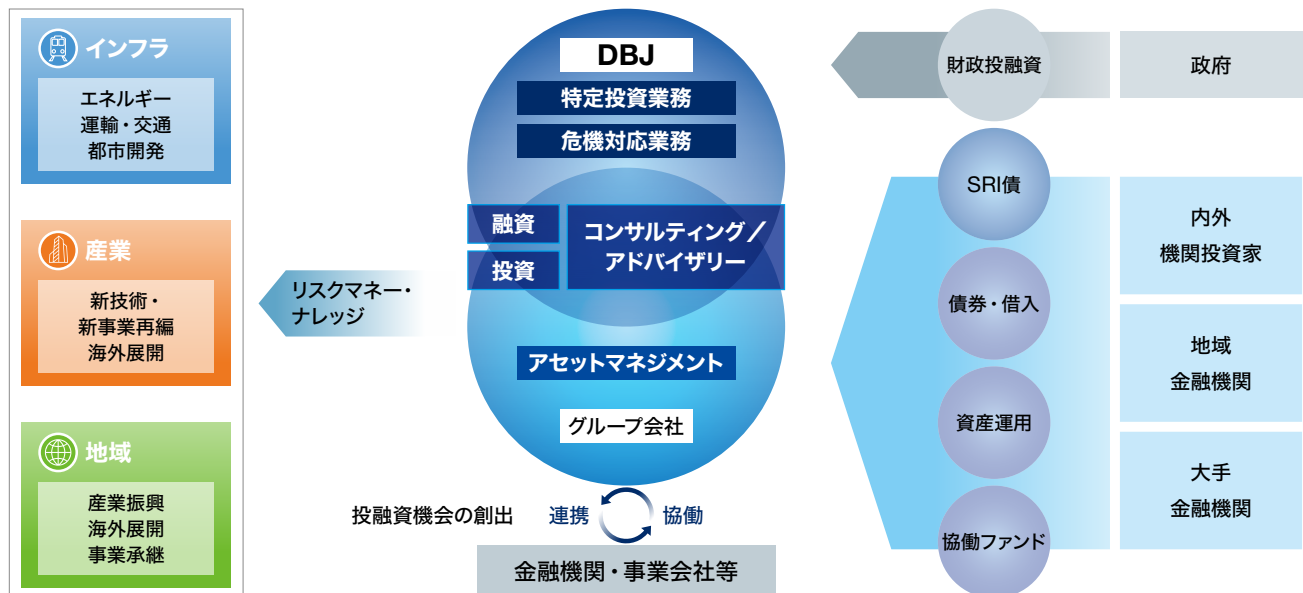 インフラ
エネルギー
運輸・交通
都市開発
産業
新技術・
新事業再編
海外展開
地域
産業振興
海外展開
事業承継
リスクマネー・
ナレッジ
DBJ
特定投資業務
危機対応業務
融資
投資
コンサルティング／
アドバイザリー
アセットマネジメント
グループ会社
投融資機会の創出 連携 協働
金融機関・事業会社等
財政投融資
SRI債
債券・借入
資産運用
協働ファンド
政府
内外
機関投資家
地域
金融機関
大手
金融機関